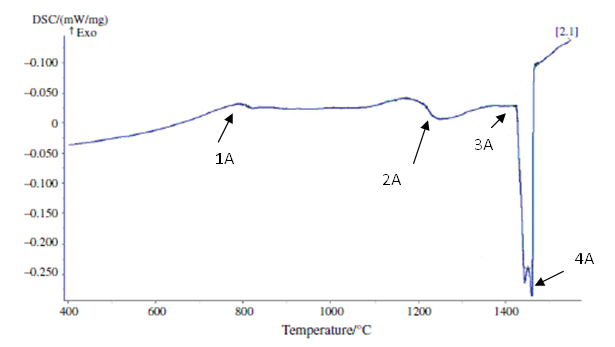 DSC/(mW/mg)
↑ Exo
[2.1]
−0.100
−0.050
0
−0.050
−0.100
−0.150
−0.200
−0.250
1A
2A
3A
4A
400 600 800 1000 1200 1400
Temperature/°C